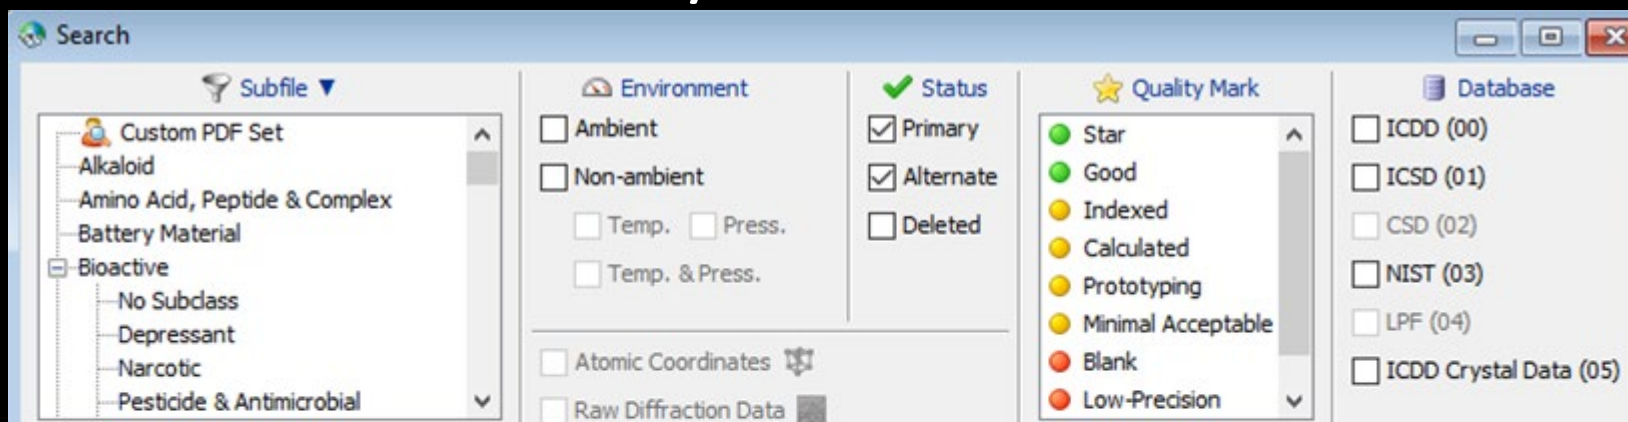 Search
Subfile ▼
Custom PDF Set
Alkaloid
Amino Acid, Peptide & Complex
Battery Material
Bioactive
No Subclass
Depressant
Narcotic
Pesticide & Antimicrobial
Environment
Ambient
Non-ambient
Temp. Press.
Temp. & Press.
Atomic Coordinates
Raw Diffraction Data
Status
Primary
Alternate
Deleted
Quality Mark
Star
Good
Indexed
Calculated
Prototyping
Minimal Acceptable
Blank
Low-Precision
Database
ICDD (00)
ICSD (01)
CSD (02)
NIST (03)
LPF (04)
ICDD Crystal Data (05)